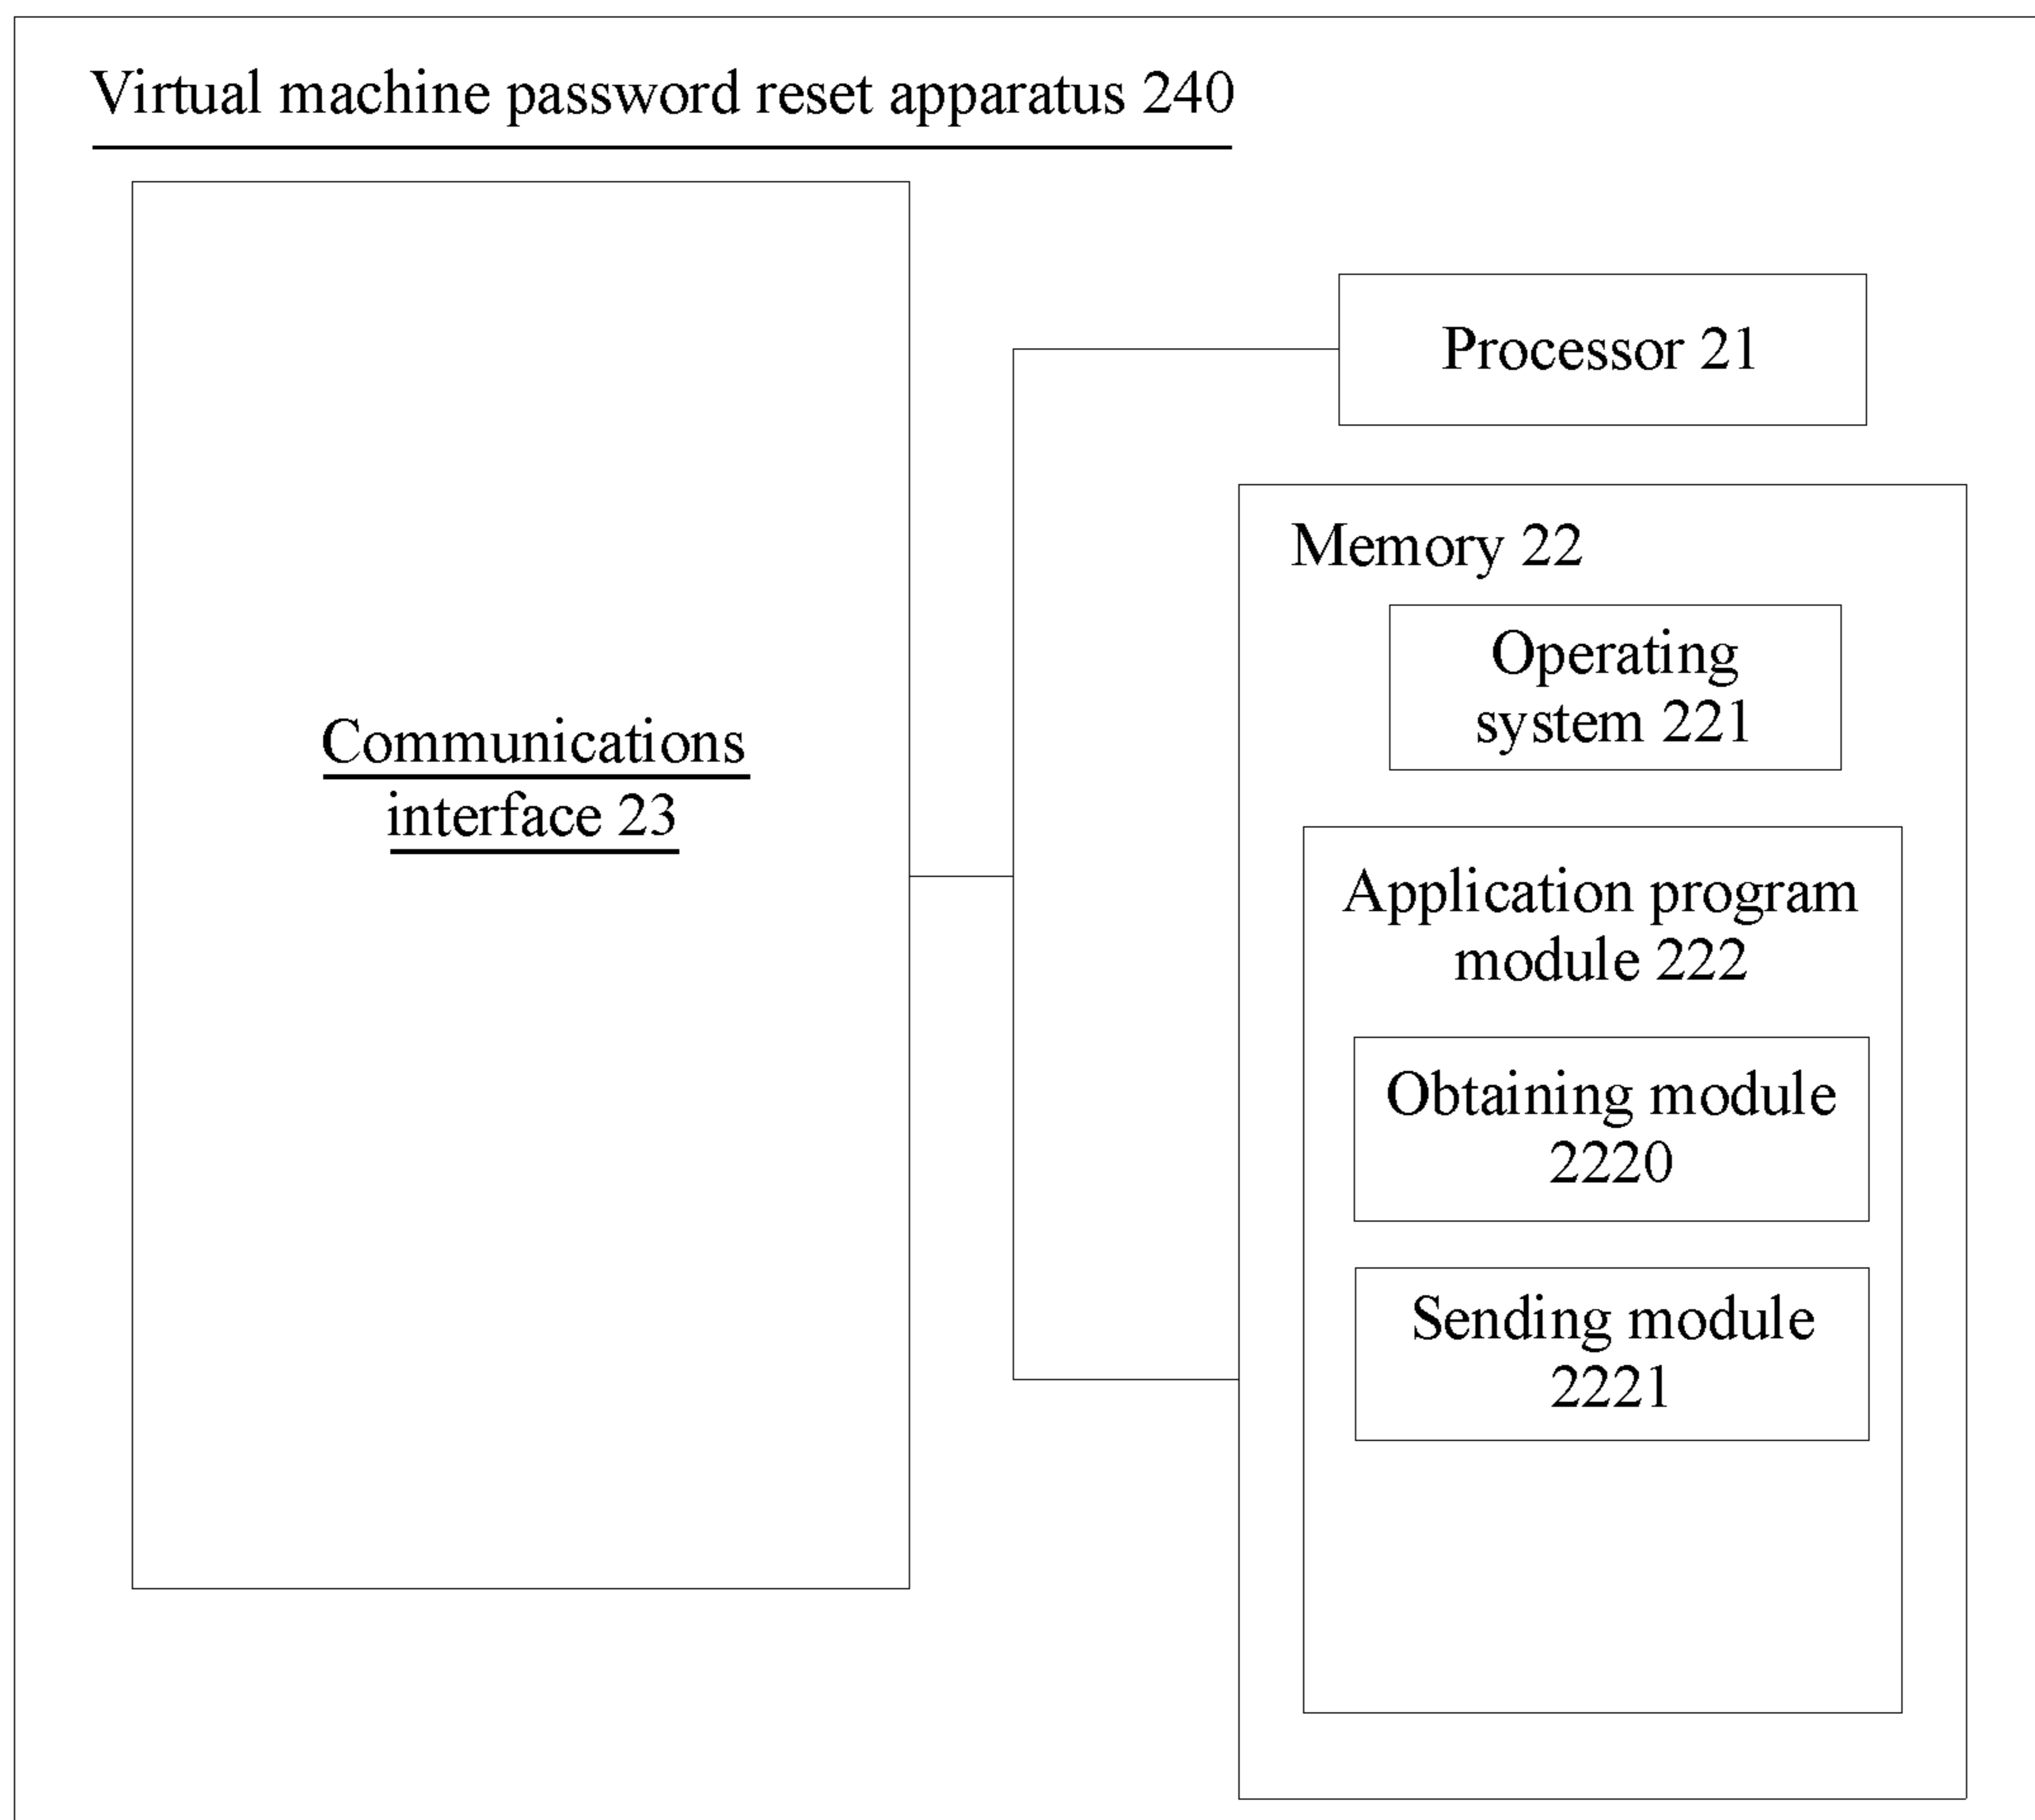 Virtual machine password reset apparatus 240
Communications
interface 23
Processor 21
Memory 22
Operating
system 221
Application program
module 222
Obtaining module
2220
Sending module
2221